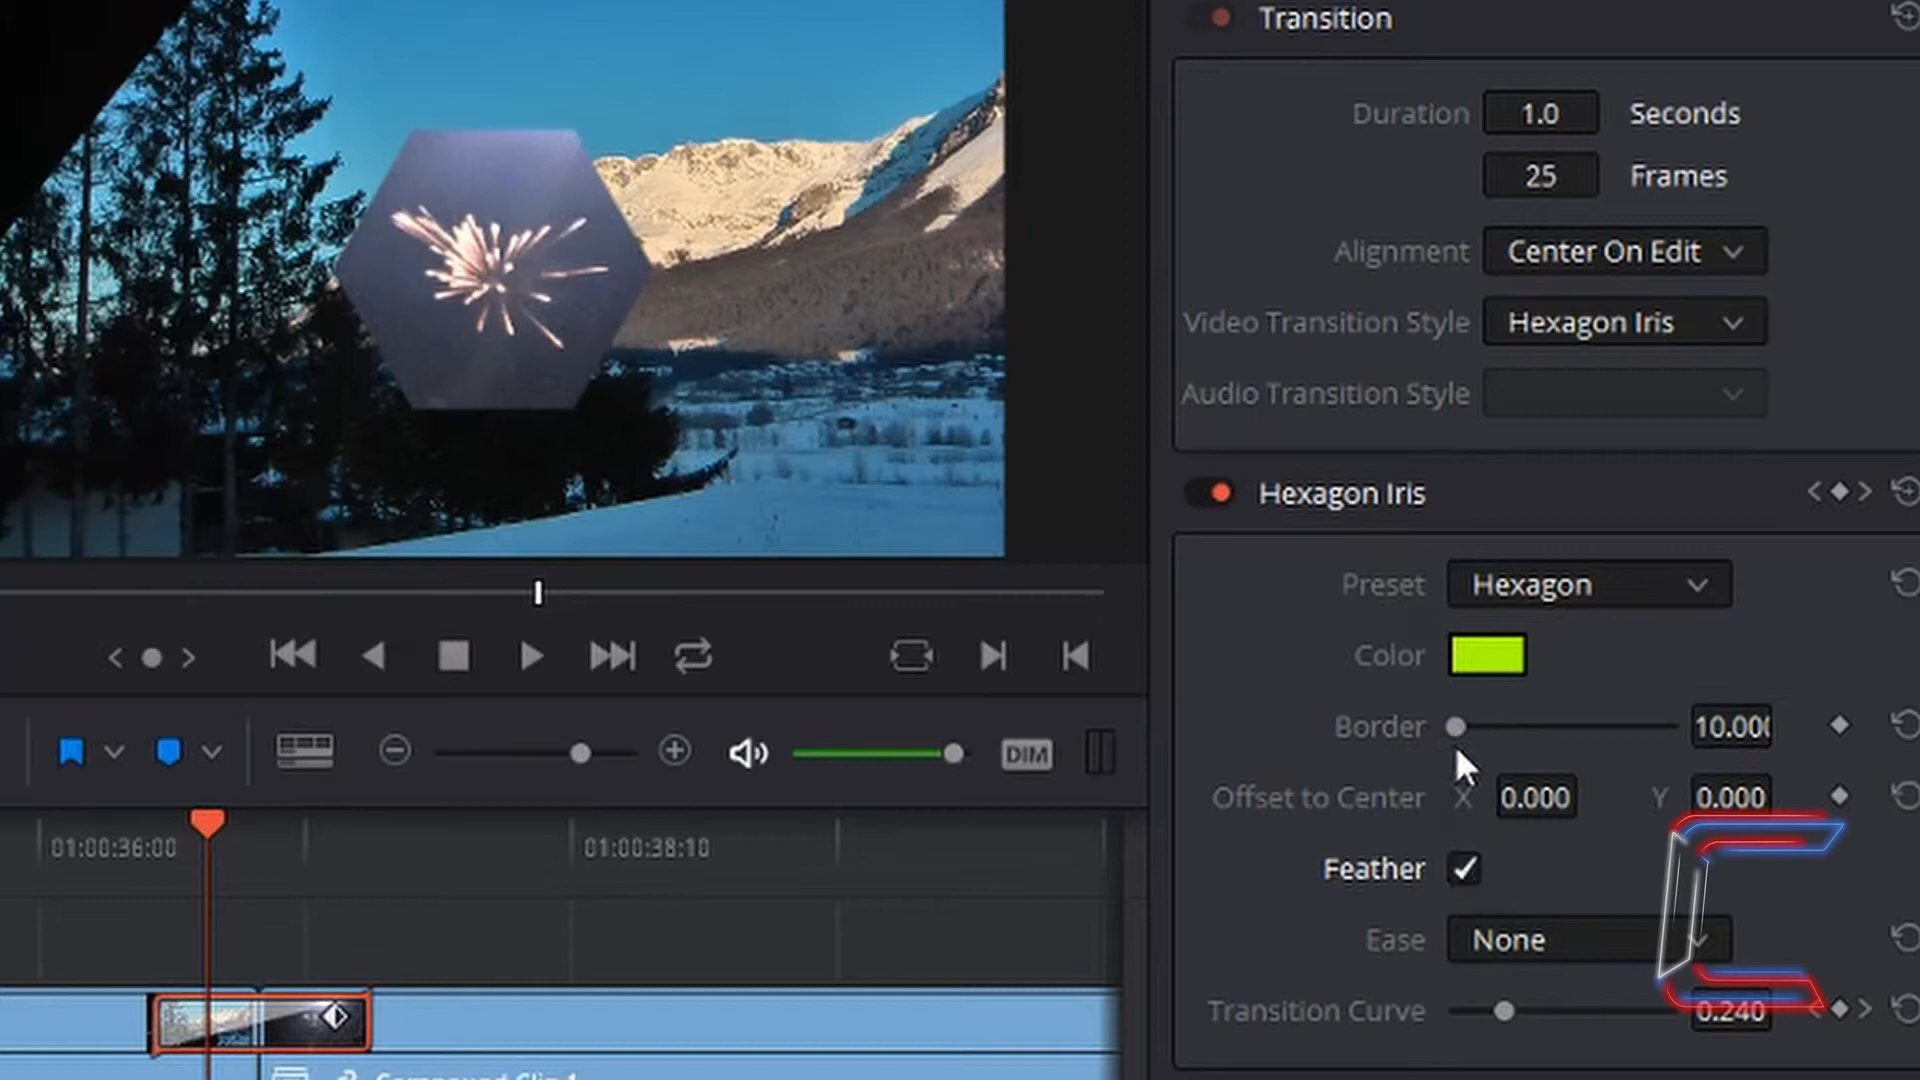 Transition
Duration 1.0 Seconds
25 Frames
Alignment Center On Edit
Video Transition Style Hexagon Iris
Audio Transition Style
Hexagon Iris
Preset Hexagon
Color
Border 10.000
Offset to Center X 0.000 Y 0.000
Feather
Ease None
Transition Curve 0.240
DIM
01:00:36:00 01:00:38:10
Compound Clip 1